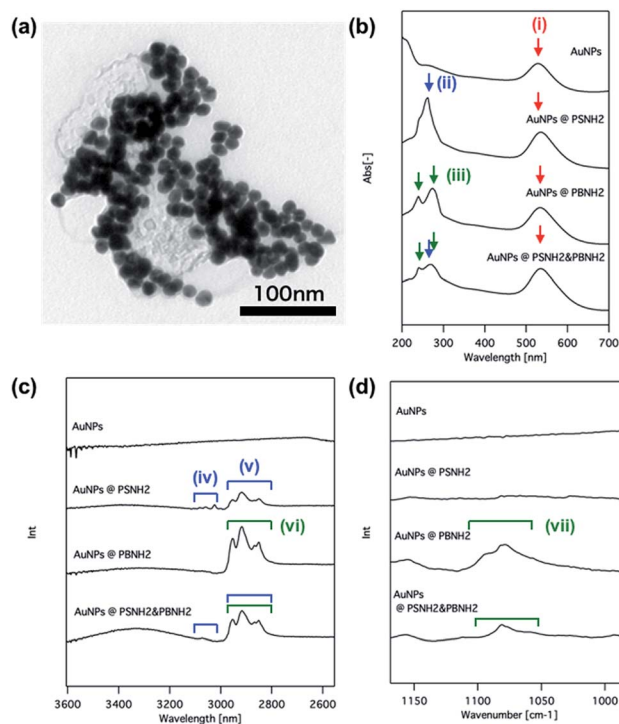 (a)
100nm
(b)
(i)
AuNPs
(ii)
AuNPs @ PSNH2
(iii)
AuNPs @ PBNH2
AuNPs @ PSNH2&PBNH2
Abs[-]
200 300 400 500 600 700
Wavelength [nm]
(c)
AuNPs
(iv)
(v)
AuNPs @ PSNH2
(vi)
AuNPs @ PBNH2
AuNPs @ PSNH2&PBNH2
Int
3600 3400 3200 3000 2800 2600
Wavelength [nm]
(d)
AuNPs
AuNPs @ PSNH2
AuNPs @ PBNH2
(vii)
AuNPs
@ PSNH2&PBNH2
Int
1150 1100 1050 1000
Wavenumber [cm-1]